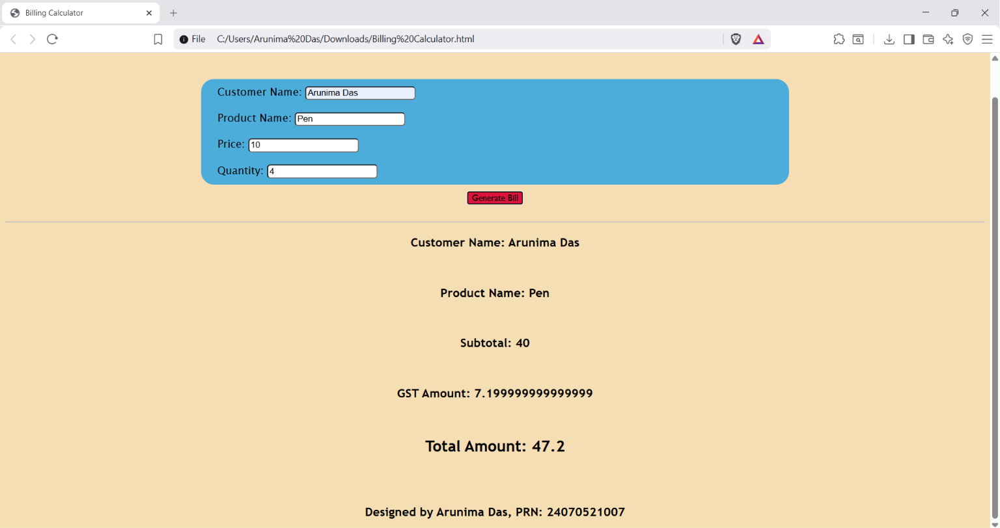 Billing Calculator
File C:/Users/Arunima%20Das/Downloads/Billing%20Calculator.html
Customer Name: Arunima Das
Product Name: Pen
Price: 10
Quantity: 4
Generate Bill
Customer Name: Arunima Das
Product Name: Pen
Subtotal: 40
GST Amount: 7.199999999999999
Total Amount: 47.2
Designed by Arunima Das, PRN: 24070521007